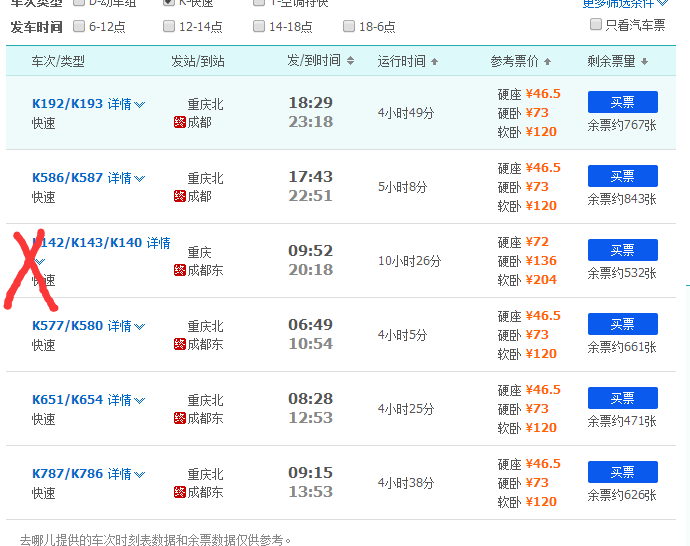 车次类型 D-动车组 K-快速 T-空调特快 更多筛选条件
发车时间 6-12点 12-14点 14-18点 18-6点 只看汽车票
车次/类型 发站/到站 发/到时间 运行时间 参考票价 剩余票量
K192/K193 详情 重庆北 18:29 4小时49分 硬座 ¥46.5 买票
快速 终 成都 23:18 硬卧 ¥73 余票约767张
软卧 ¥120
K586/K587 详情 重庆北 17:43 5小时8分 硬座 ¥46.5 买票
快速 终 成都 22:51 硬卧 ¥73 余票约843张
软卧 ¥120
K142/K143/K140 详情 重庆 09:52 10小时26分 硬座 ¥72 买票
快速 终 成都东 20:18 硬卧 ¥136 余票约532张
软卧 ¥204
K577/K580 详情 重庆北 06:49 4小时5分 硬座 ¥46.5 买票
快速 终 成都东 10:54 硬卧 ¥73 余票约661张
软卧 ¥120
K651/K654 详情 重庆北 08:28 4小时25分 硬座 ¥46.5 买票
快速 终 成都东 12:53 硬卧 ¥73 余票约471张
软卧 ¥120
K787/K786 详情 重庆北 09:15 4小时38分 硬座 ¥46.5 买票
快速 终 成都东 13:53 硬卧 ¥73 余票约626张
软卧 ¥120
去哪儿提供的车次时刻表数据和余票数据仅供参考。